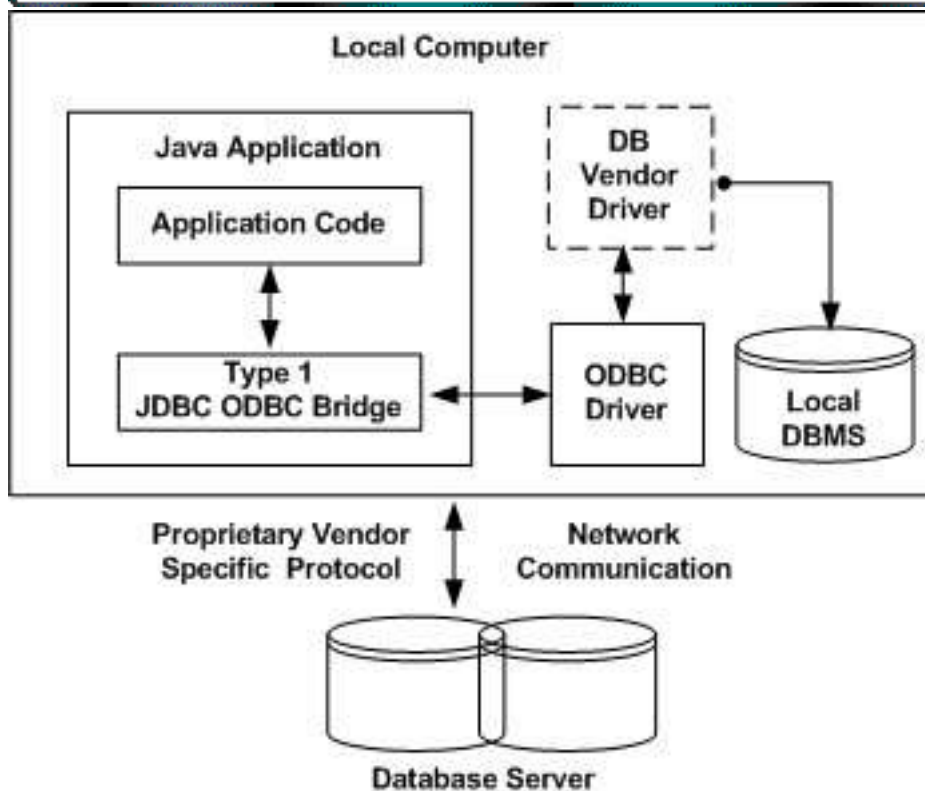 Local Computer
Java Application
Application Code
Type 1
JDBC ODBC Bridge
DB
Vendor
Driver
ODBC
Driver
Local
DBMS
Proprietary Vendor
Specific Protocol
Network
Communication
Database Server